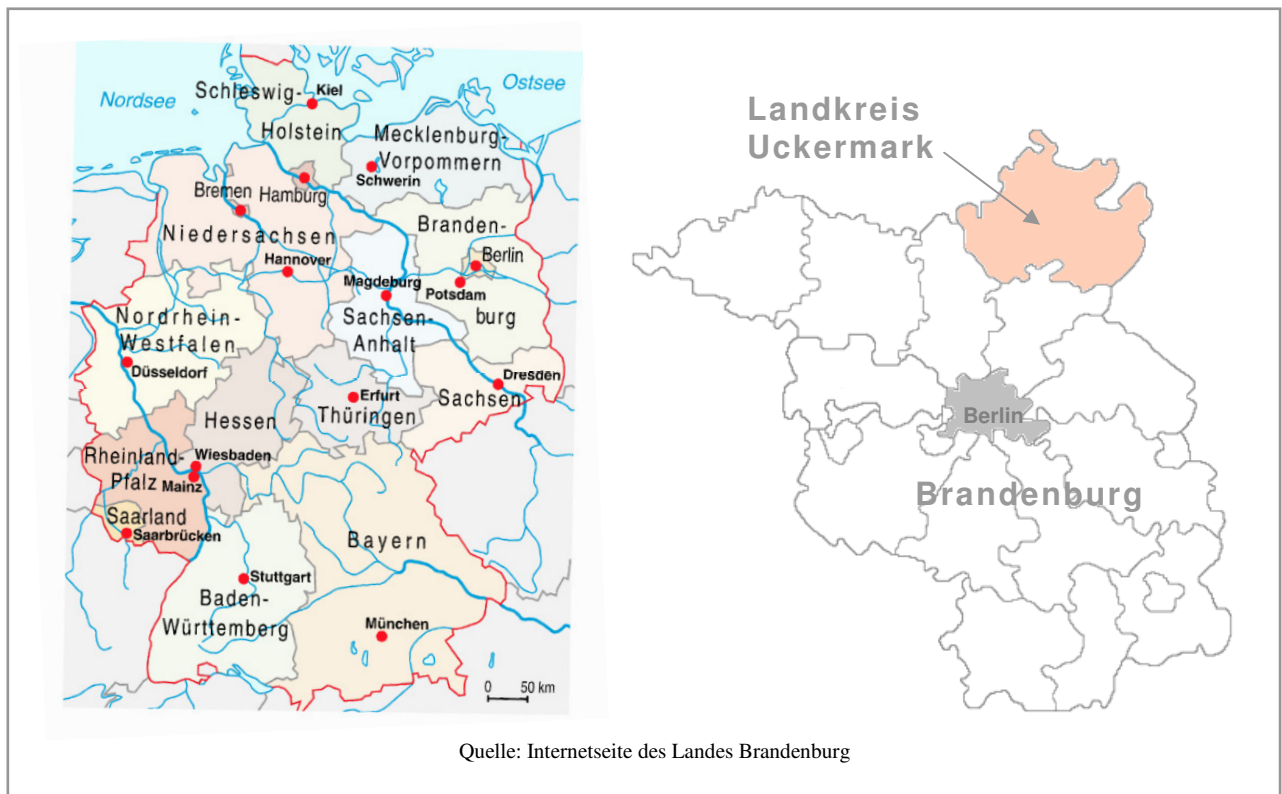 Nordsee
Ostsee
Schleswig-
Holstein
Kiel
Mecklenburg-
Vorpommern
Schwerin
Bremen
Hamburg
Niedersachsen
Hannover
Branden-
burg
Berlin
Potsdam
Magdeburg
Sachsen-
Anhalt
Nordrhein-
Westfalen
Düsseldorf
Dresden
Sachsen
Erfurt
Thüringen
Hessen
Wiesbaden
Rheinland-
Pfalz
Mainz
Saarland
Saarbrücken
Bayern
Stuttgart
Baden-
Württemberg
München
0 50 km
Landkreis
Uckermark
Berlin
Brandenburg
Quelle: Internetseite des Landes Brandenburg